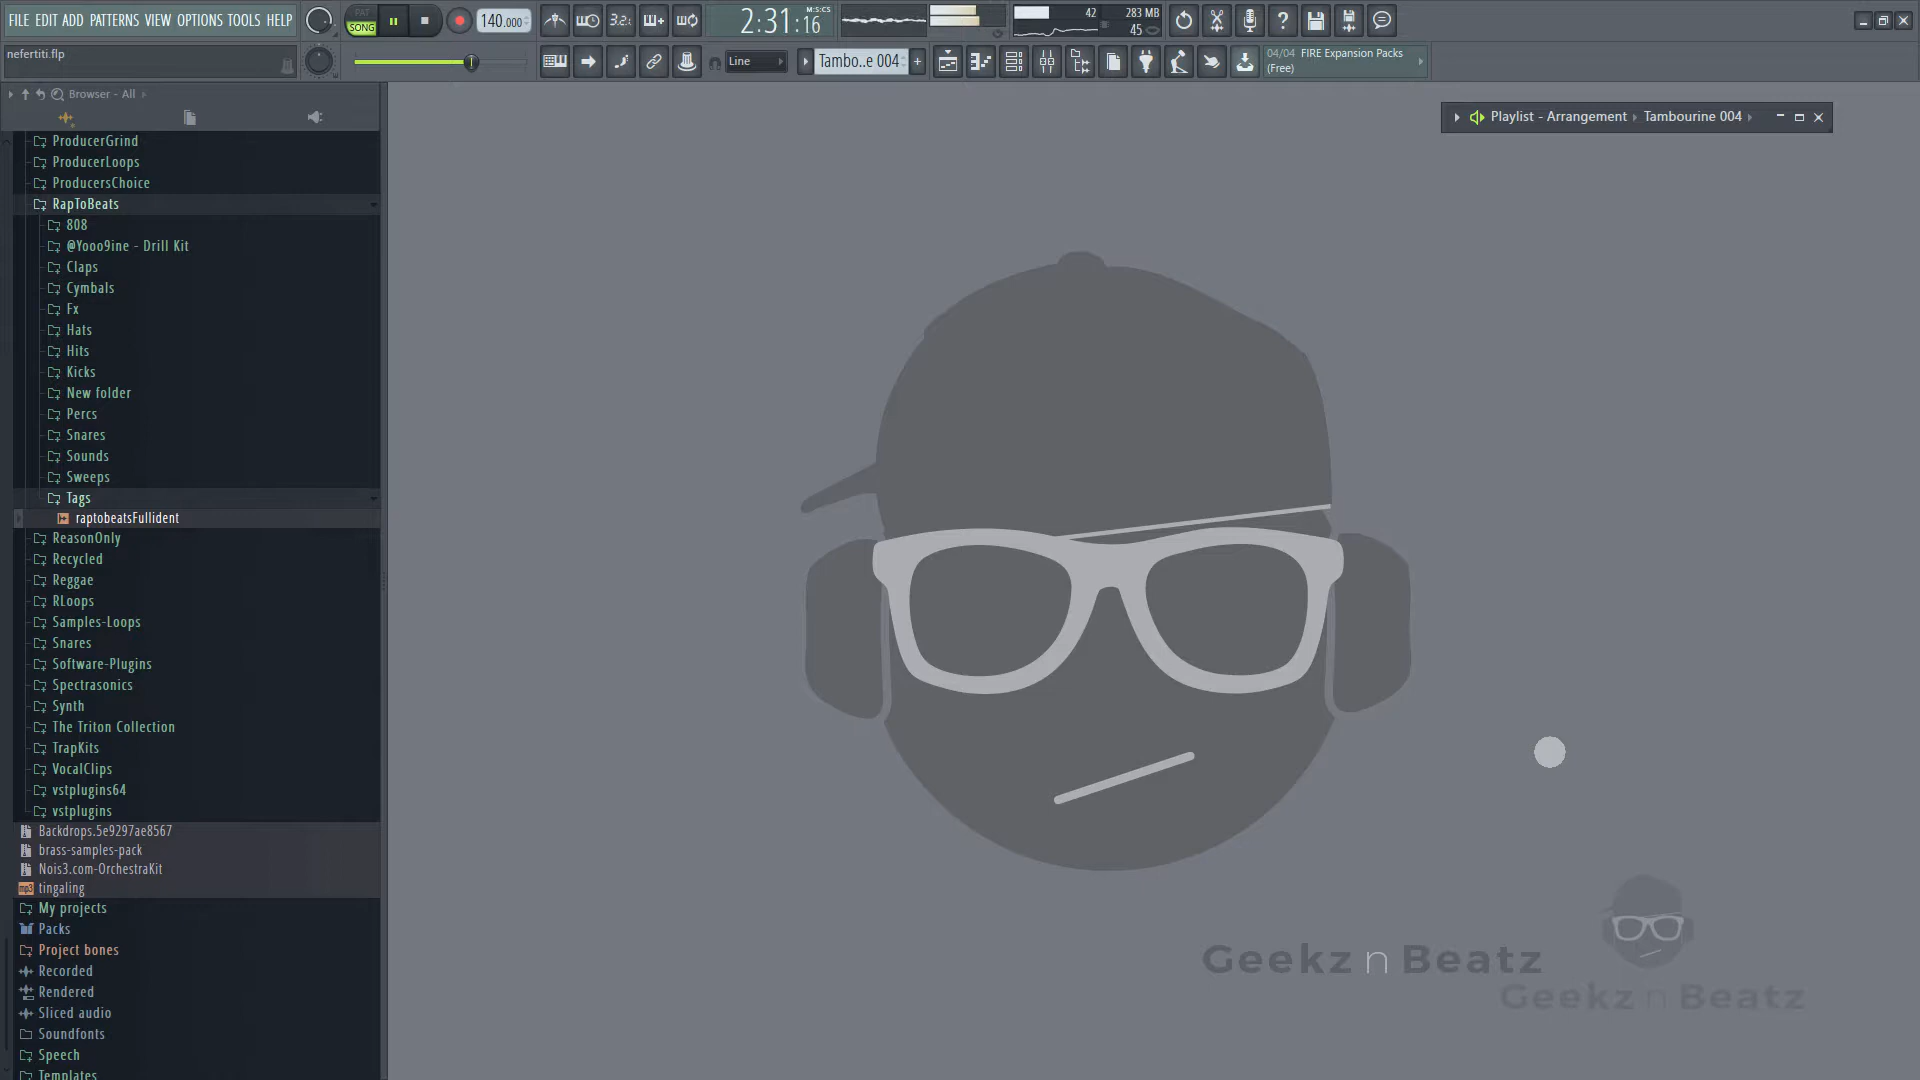 FILE EDIT ADD PATTERNS VIEW OPTIONS TOOLS HELP
PAT
SONG
140.000
3.2.
2:31:16
M:S:CS
42
283 MB
45
nefertiti.flp
Line
Tambo..e 004
04/04 FIRE Expansion Packs
(Free)
Browser - All
Playlist - Arrangement
Tambourine 004
ProducerGrind
ProducerLoops
ProducersChoice
RapToBeats
808
@Yooo9ine - Drill Kit
Claps
Cymbals
Fx
Hats
Hits
Kicks
New folder
Percs
Snares
Sounds
Sweeps
Tags
raptobeatsFullident
ReasonOnly
Recycled
Reggae
RLoops
Samples-Loops
Snares
Software-Plugins
Spectrasonics
Synth
The Triton Collection
TrapKits
VocalClips
vstplugins64
vstplugins
Backdrops.5e9297ae8567
brass-samples-pack
Nois3.com-OrchestraKit
mp3 tingaling
My projects
Packs
Project bones
Recorded
Rendered
Sliced audio
Soundfonts
Speech
Templates
Geekz n Beatz
Geekz n Beatz